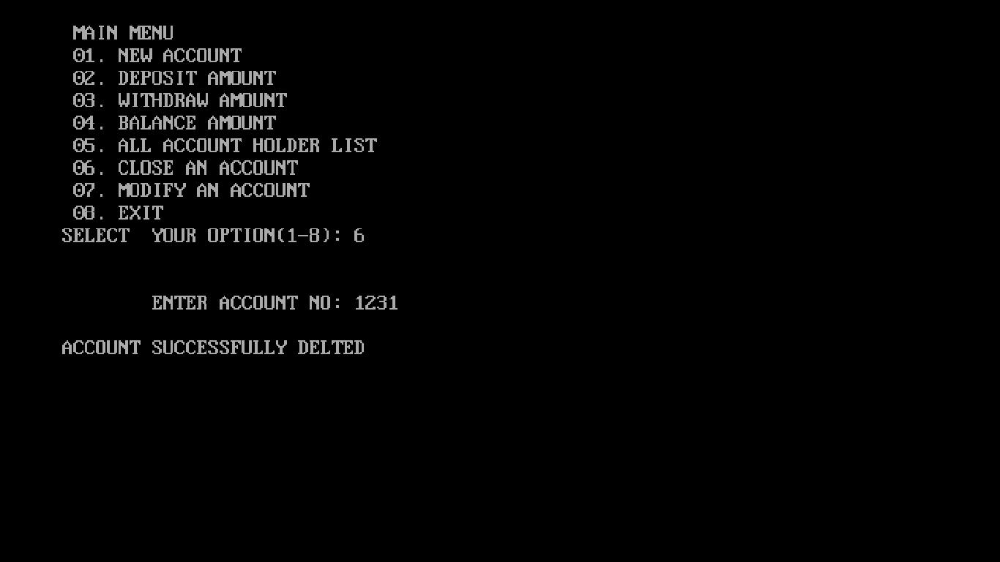 MAIN MENU
01. NEW ACCOUNT
02. DEPOSIT AMOUNT
03. WITHDRAW AMOUNT
04. BALANCE AMOUNT
05. ALL ACCOUNT HOLDER LIST
06. CLOSE AN ACCOUNT
07. MODIFY AN ACCOUNT
08. EXIT
SELECT  YOUR OPTION(1-8): 6
ENTER ACCOUNT NO: 1231
ACCOUNT SUCCESSFULLY DELTED